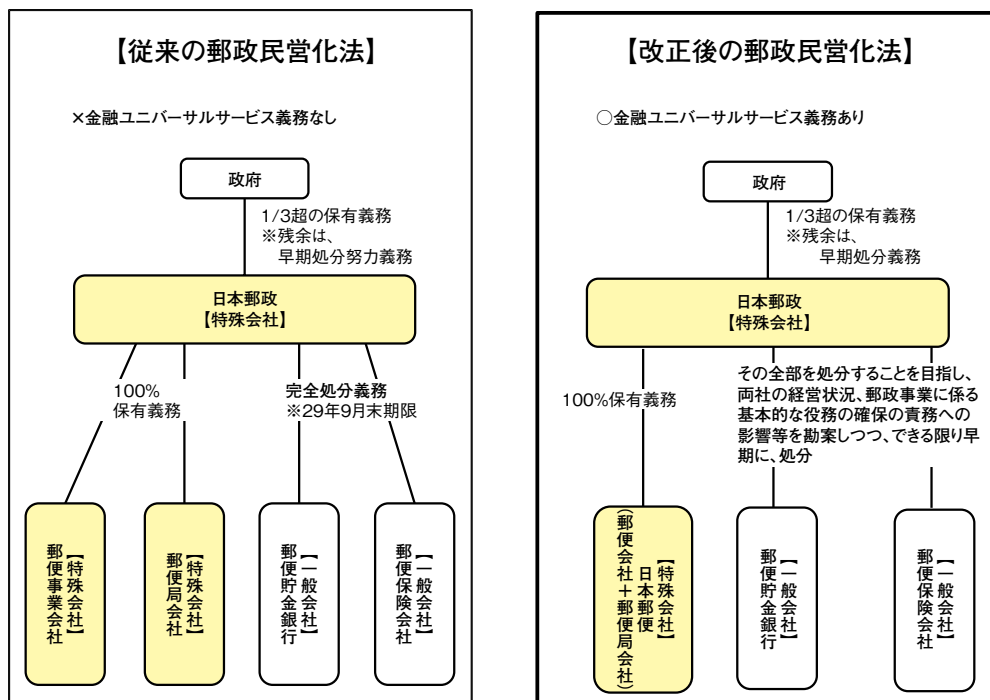 【従来の郵政民営化法】
×金融ユニバーサルサービス義務なし
政府
1/3超の保有義務
※残余は、
早期処分努力義務
日本郵政
【特殊会社】
100%
保有義務
完全処分義務
※29年9月末期限
【特殊会社】
郵便事業会社
【特殊会社】
郵便局会社
【一般会社】
郵便貯金銀行
【一般会社】
郵便保険会社
【改正後の郵政民営化法】
○金融ユニバーサルサービス義務あり
政府
1/3超の保有義務
※残余は、
早期処分義務
日本郵政
【特殊会社】
100%保有義務
その全部を処分することを目指し、
両社の経営状況、郵政事業に係る
基本的な役務の確保の責務への
影響等を勘案しつつ、できる限り早
期に、処分
【特殊会社】
日本郵便
(郵便会社＋郵便局会社)
【一般会社】
郵便貯金銀行
【一般会社】
郵便保険会社